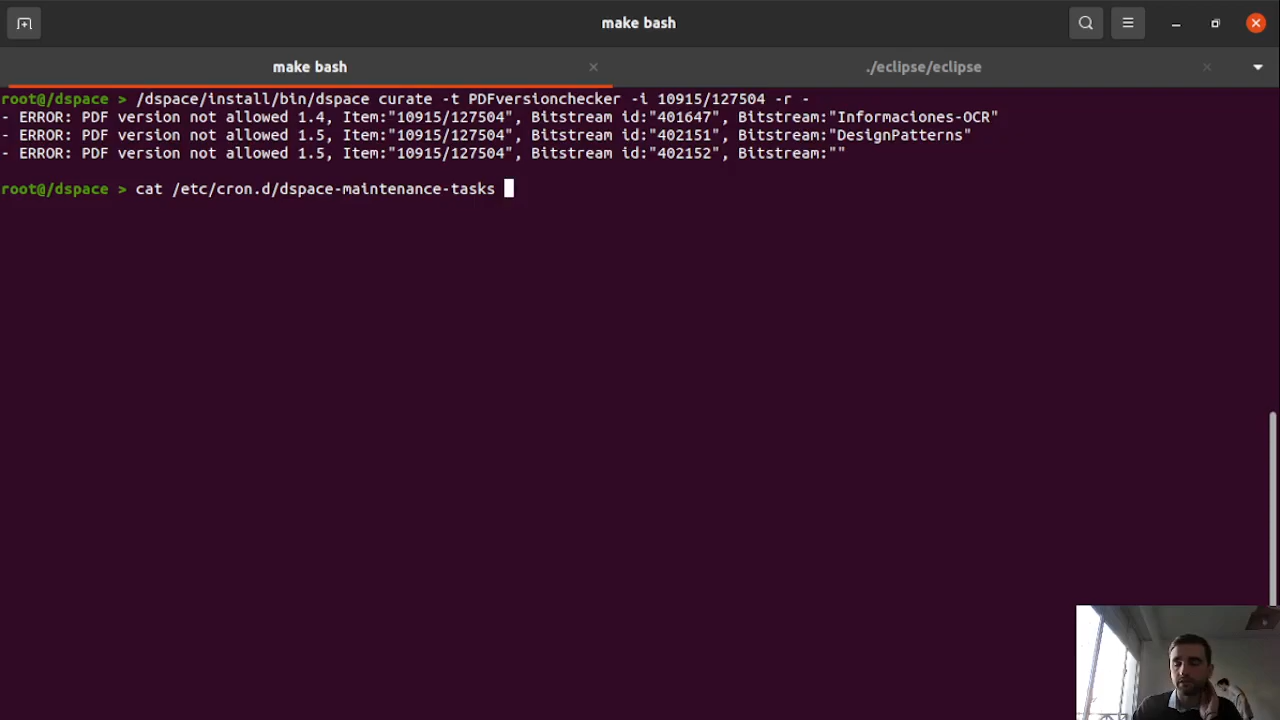 make bash
make bash
./eclipse/eclipse
root@/dspace > /dspace/install/bin/dspace curate -t PDFversionchecker -i 10915/127504 -r -
- ERROR: PDF version not allowed 1.4, Item:"10915/127504", Bitstream id:"401647", Bitstream:"Informaciones-OCR"
- ERROR: PDF version not allowed 1.5, Item:"10915/127504", Bitstream id:"402151", Bitstream:"DesignPatterns"
- ERROR: PDF version not allowed 1.5, Item:"10915/127504", Bitstream id:"402152", Bitstream:""
root@/dspace > cat /etc/cron.d/dspace-maintenance-tasks